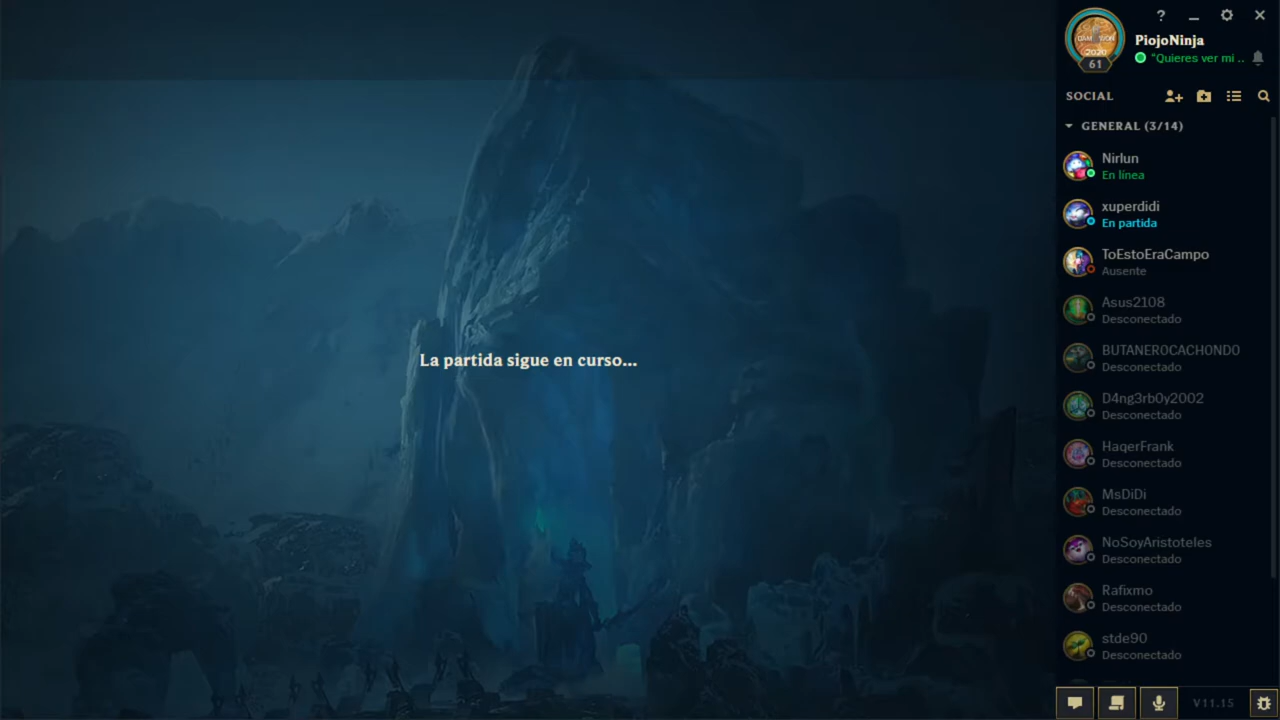 ?
PiojoNinja
"Quieres ver mi ..
2020
61
SOCIAL
GENERAL (3/14)
Nirlun
En línea
xuperdidi
En partida
ToEstoEraCampo
Ausente
Asus2108
Desconectado
BUTANER0CACH0ND0
Desconectado
D4ng3rb0y2002
Desconectado
HaqerFrank
Desconectado
MsDiDi
Desconectado
NoSoyAristoteles
Desconectado
Rafixmo
Desconectado
stde90
Desconectado
La partida sigue en curso...
V11.15